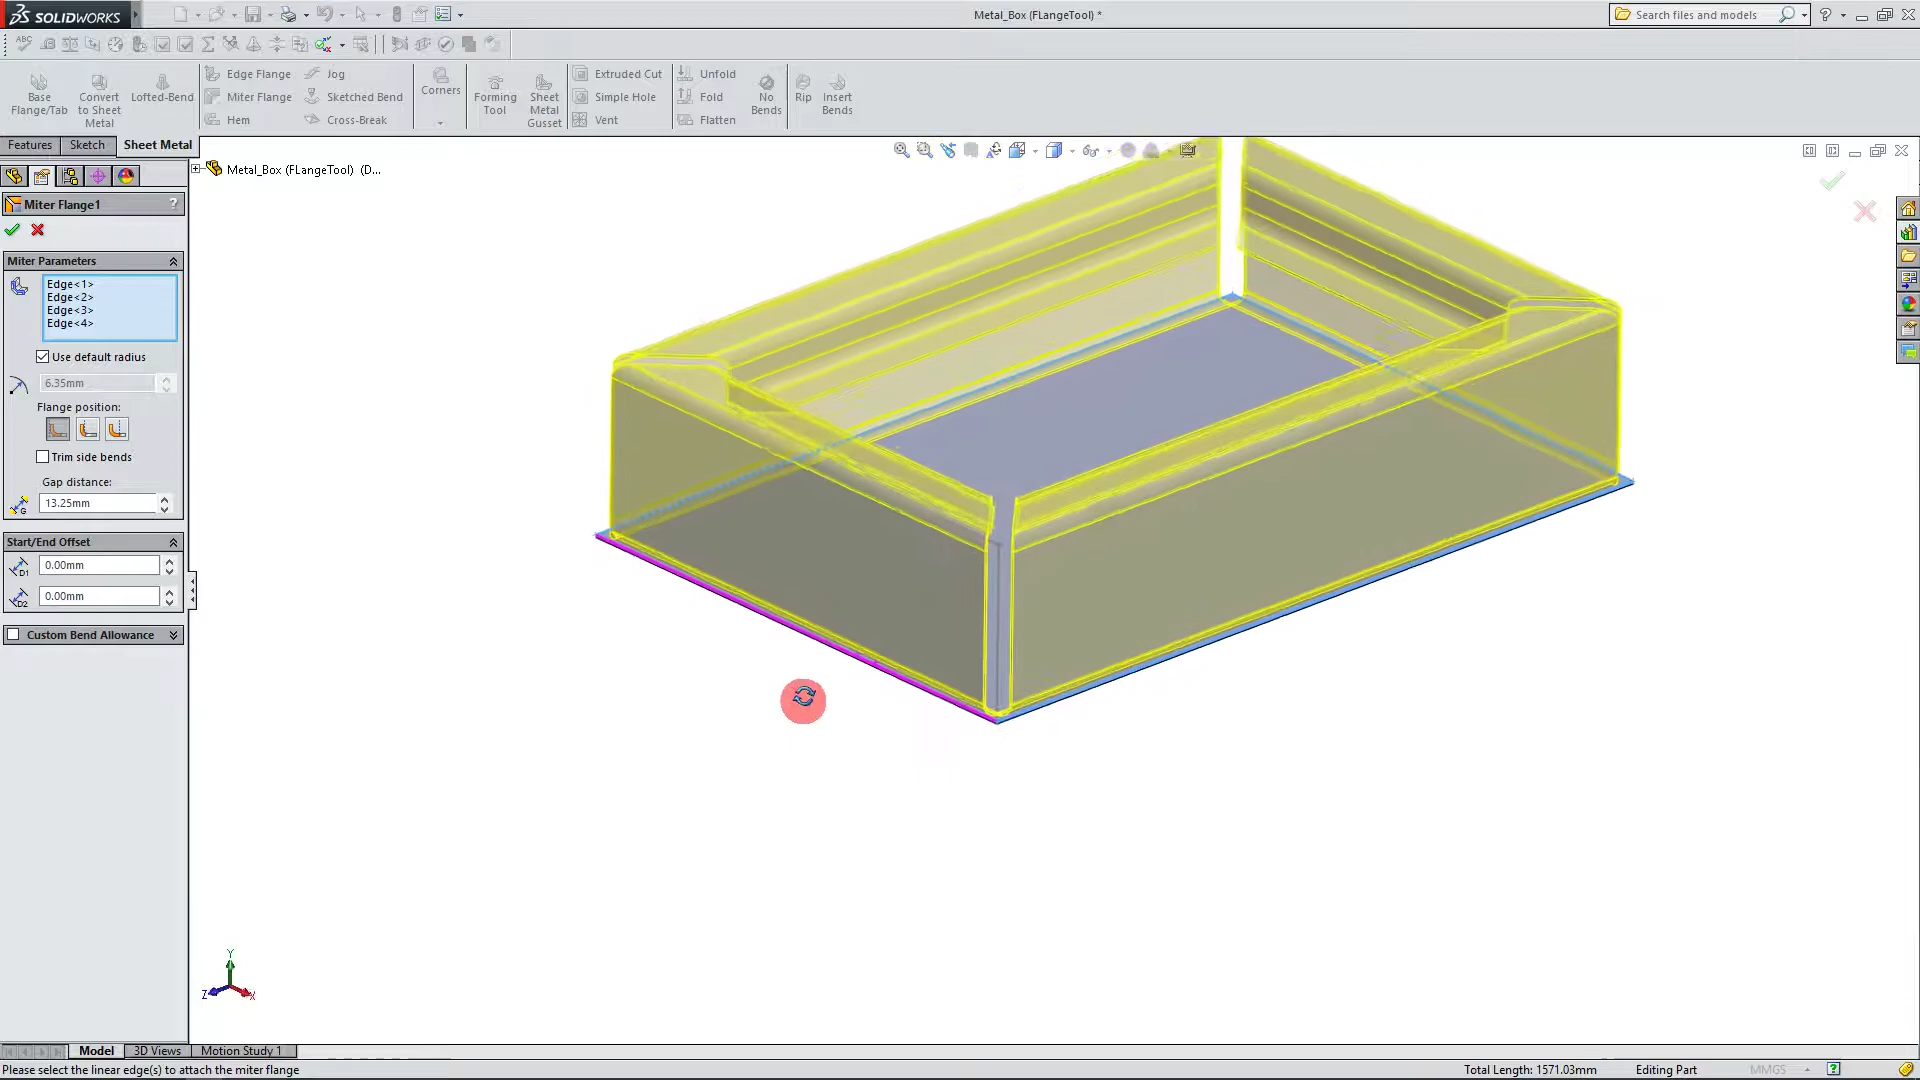 SOLIDWORKS
Metal_Box (FLangeTool) *
Search files and models
Base Flange/Tab
Convert to Sheet Metal
Lofted-Bend
Edge Flange
Miter Flange
Hem
Jog
Sketched Bend
Cross-Break
Corners
Forming Tool
Sheet Metal Gusset
Extruded Cut
Simple Hole
Vent
Unfold
Fold
Flatten
No Bends
Rip
Insert Bends
Features
Sketch
Sheet Metal
Metal_Box (FLangeTool) (D...
Miter Flange1
?
Miter Parameters
Edge<1>
Edge<2>
Edge<3>
Edge<4>
Use default radius
6.35mm
Flange position:
Trim side bends
Gap distance:
G
13.25mm
Start/End Offset
D1
0.00mm
D2
0.00mm
Custom Bend Allowance
Y
Z
X
Model
3D Views
Motion Study 1
Please select the linear edge(s) to attach the miter flange
Total Length: 1571.03mm
Editing Part
MMGS
?